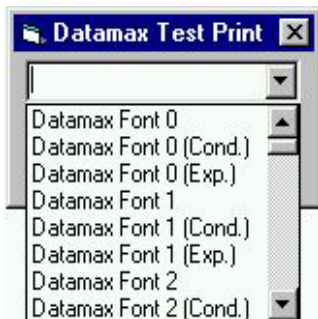 Datamax Test Print
Datamax Font 0
Datamax Font 0 (Cond.)
Datamax Font 0 (Exp.)
Datamax Font 1
Datamax Font 1 (Cond.)
Datamax Font 1 (Exp.)
Datamax Font 2
Datamax Font 2 (Cond.)